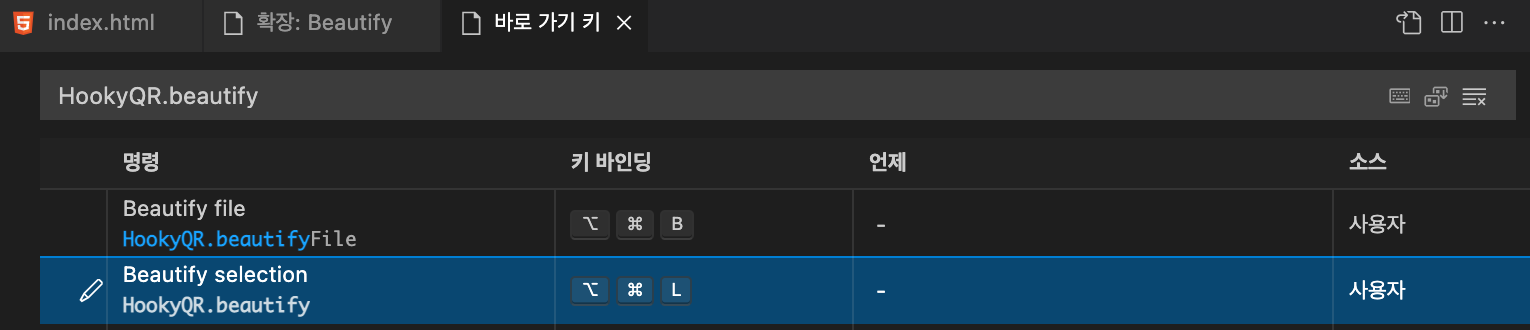 index.html 확장: Beautify 바로 가기 키
HookyQR.beautify
명령 키 바인딩 언제 소스
Beautify file
HookyQR.beautifyFile
⌥ ⌘ B - 사용자
Beautify selection
HookyQR.beautify
⌥ ⌘ L - 사용자